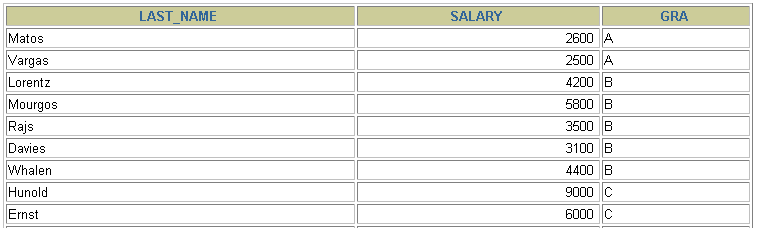 LAST_NAME SALARY GRA
Matos 2600 A
Vargas 2500 A
Lorentz 4200 B
Mourgos 5800 B
Rajs 3500 B
Davies 3100 B
Whalen 4400 B
Hunold 9000 C
Ernst 6000 C